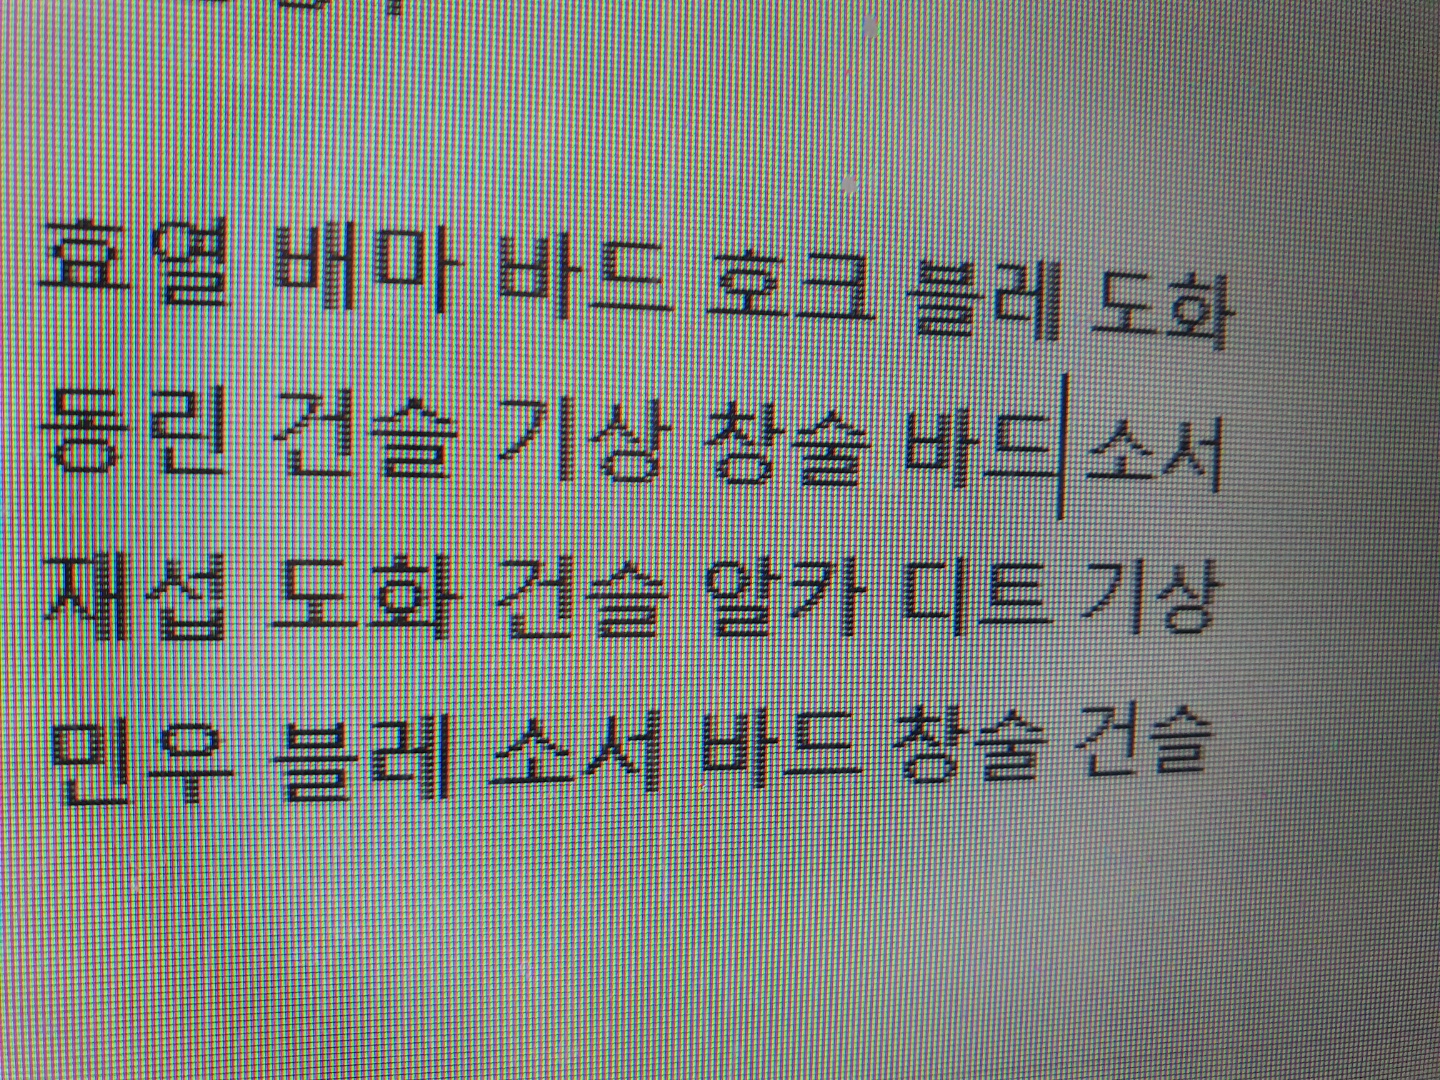 효열 배마 바드 호크 블레 도화
동린 건슬 기상 창술 바드 소서
재섭 도화 건슬 알카 디트 기상
민우 블레 소서 바드 창술 건슬